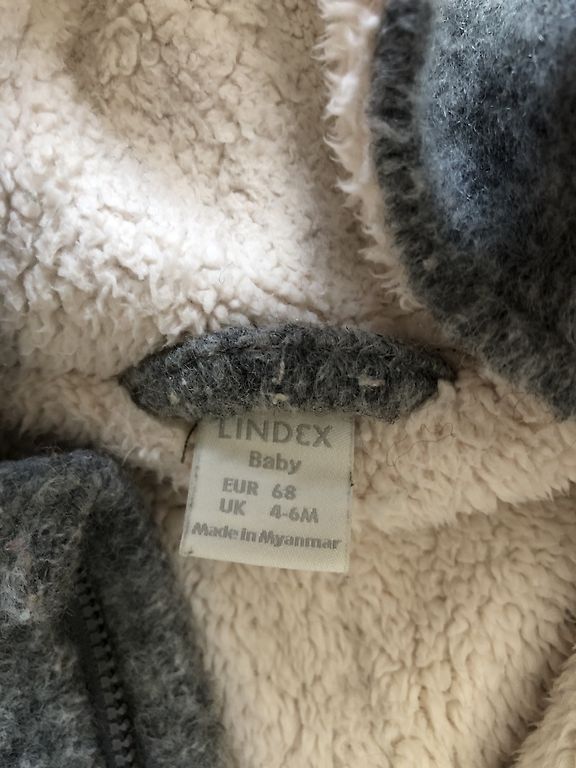 LINDEX
Baby
EUR 68
UK 4-6M
Made in Myanmar